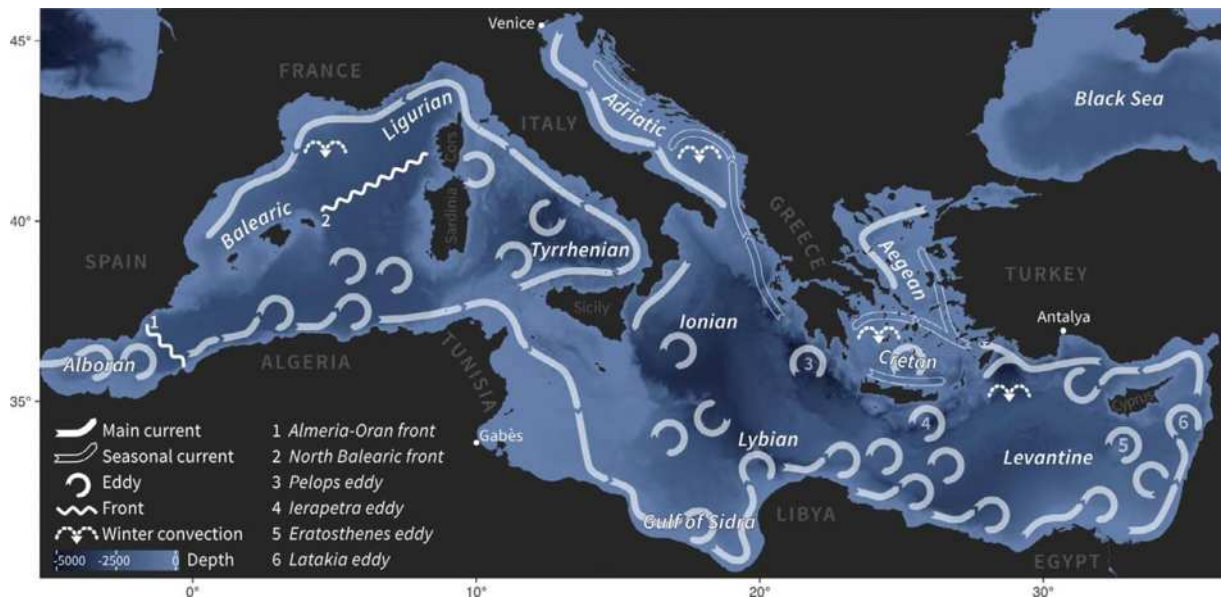 45°
40°
35°
0°
10°
20°
30°
Venice
FRANCE
Ligurian
ITALY
Adriatic
Black Sea
Cors
Sardinia
2
Balearic
SPAIN
Tyrrhenian
GREECE
Aegean
TURKEY
Sicily
Ionian
Antalya
1
Alboran
ALGERIA
TUNISIA
3
Cretan
Cyprus
4
5
6
Gabès
Lybian
Levantine
Gulf of Sidra
LIBYA
EGYPT
Main current
Seasonal current
Eddy
Front
Winter convection
-5000 -2500 0 Depth
1 Almeria-Oran front
2 North Balearic front
3 Pelops eddy
4 Ierapetra eddy
5 Eratosthenes eddy
6 Latakia eddy